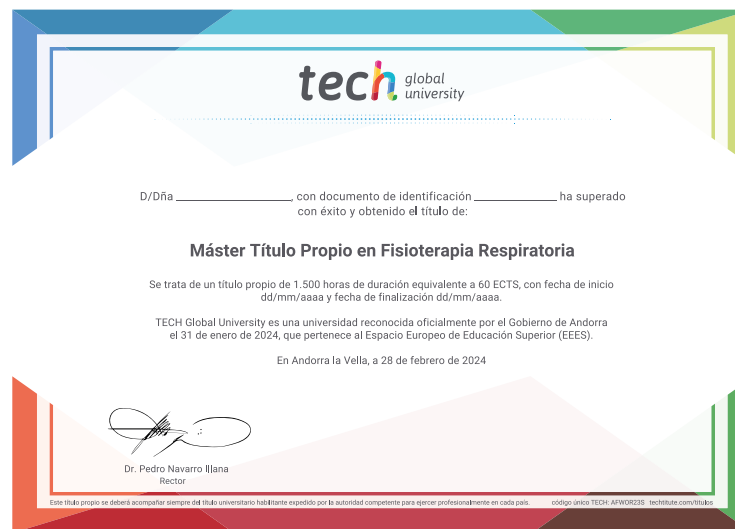 tech global university
D/Dña ____________________, con documento de identificación ______________ ha superado
con éxito y obtenido el título de:
Máster Título Propio en Fisioterapia Respiratoria
Se trata de un título propio de 1.500 horas de duración equivalente a 60 ECTS, con fecha de inicio
dd/mm/aaaa y fecha de finalización dd/mm/aaaa.
TECH Global University es una universidad reconocida oficialmente por el Gobierno de Andorra
el 31 de enero de 2024, que pertenece al Espacio Europeo de Educación Superior (EEES).
En Andorra la Vella, a 28 de febrero de 2024
Dr. Pedro Navarro Illana
Rector
Este título propio se deberá acompañar siempre del título universitario habilitante expedido por la autoridad competente para ejercer profesionalmente en cada país. código único TECH: AFWOR23S techtitute.com/titulos